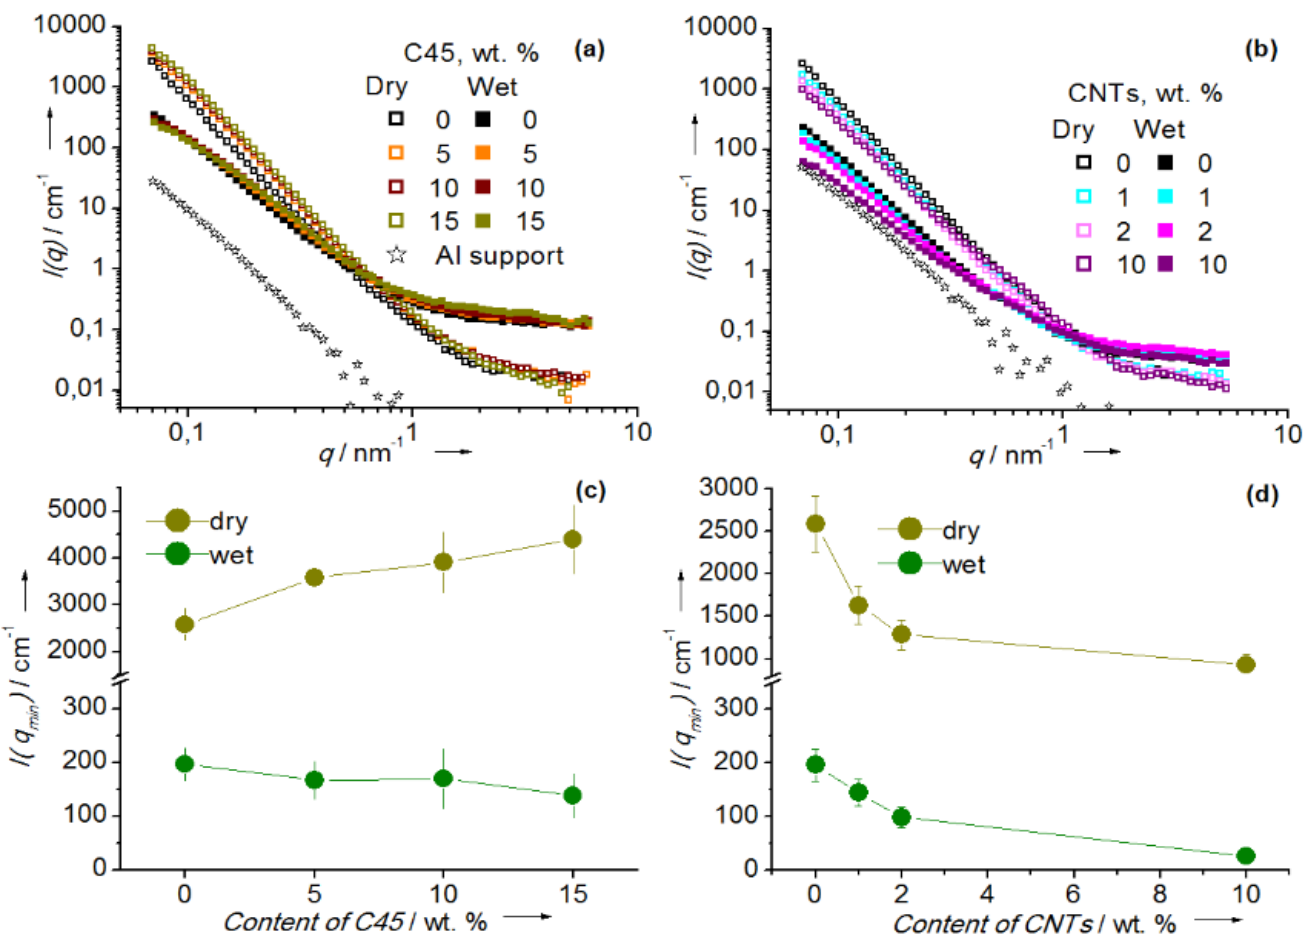 (a)
C45, wt. %
Dry Wet
0 0
5 5
10 10
15 15
Al support
10000
1000
100
10
1
0,1
0,01
I(q) / cm-1
0,1 1 10
q / nm-1
(b)
CNTs, wt. %
Dry Wet
0 0
1 1
2 2
10 10
10000
1000
100
10
1
0,1
0,01
I(q) / cm-1
0,1 1 10
q / nm-1
(c)
dry
wet
5000
4000
3000
2000
300
200
100
0
I(qmin) / cm-1
0 5 10 15
Content of C45 / wt. %
(d)
dry
wet
3000
2500
2000
1500
1000
300
200
100
0
I(qmin) / cm-1
0 2 4 6 8 10
Content of CNTs / wt. %